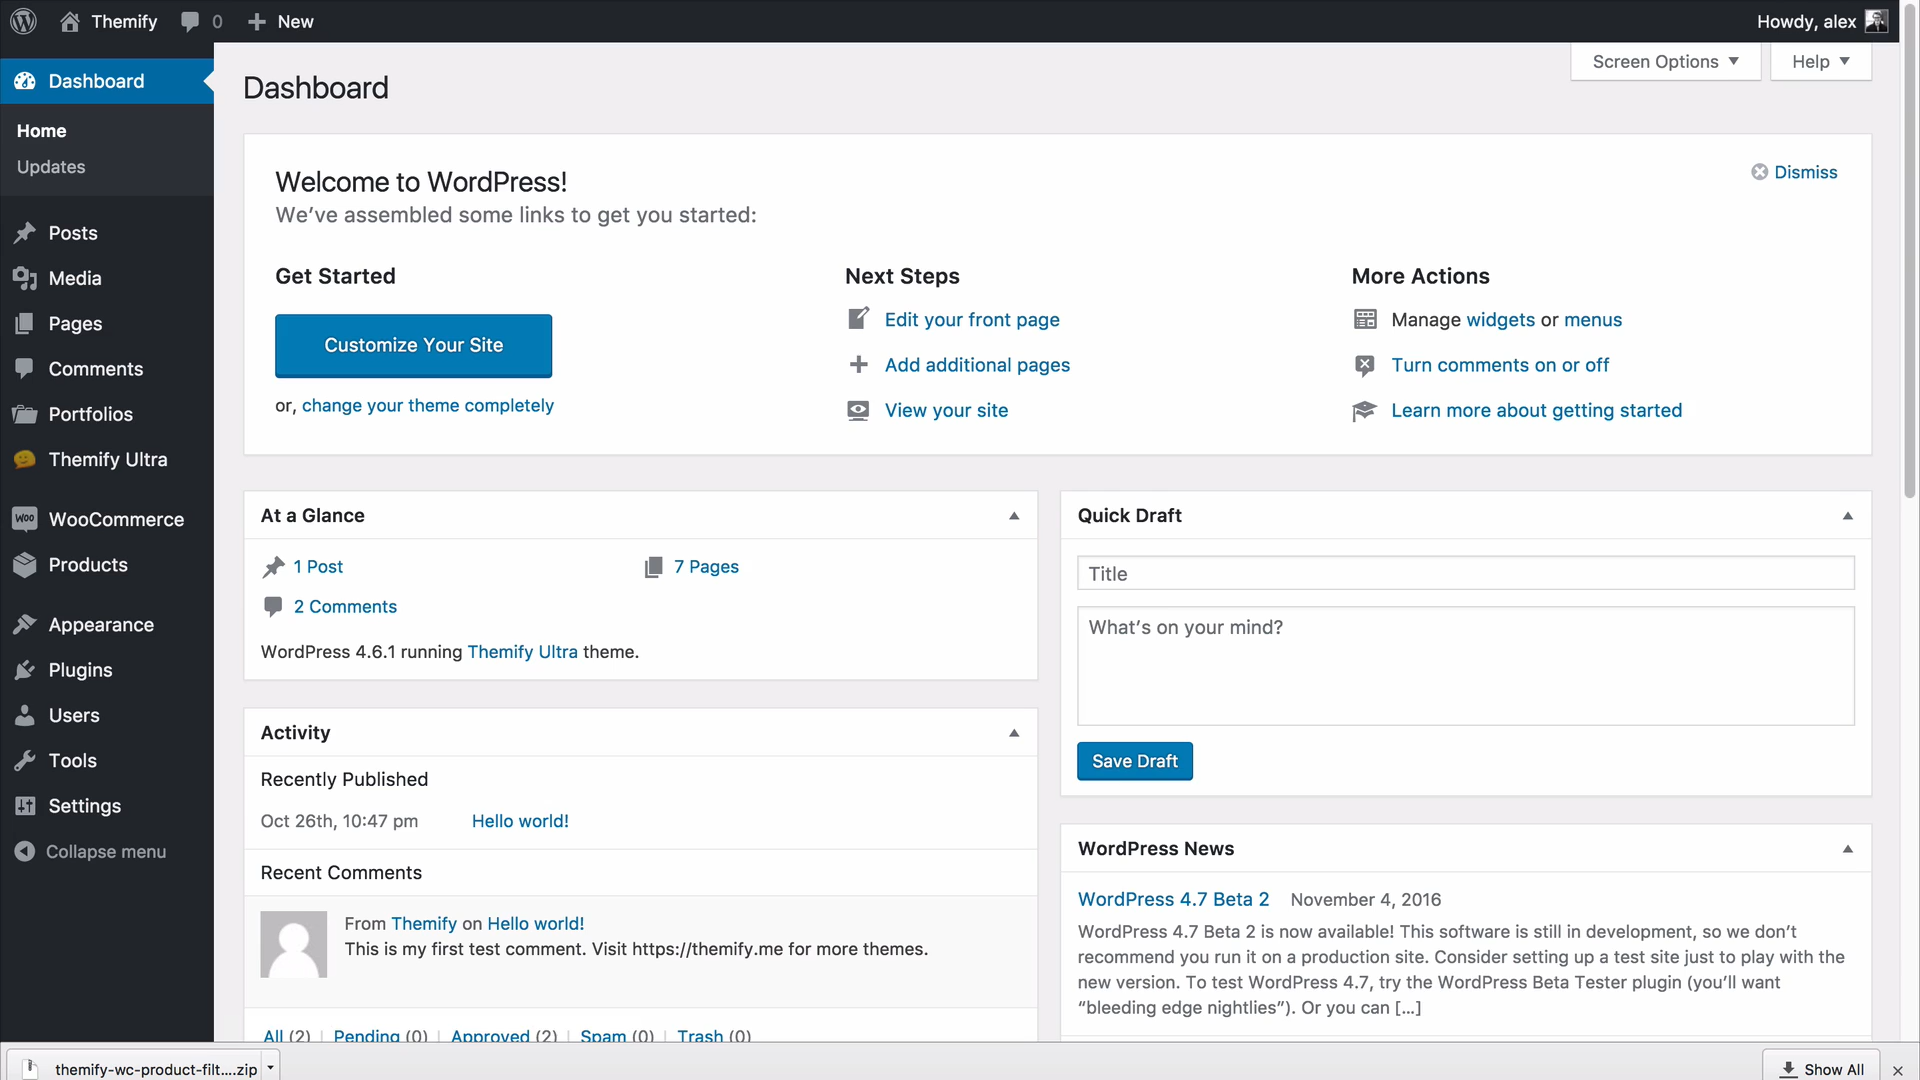 Themify
0
New
Howdy, alex
Dashboard
Home
Updates
Posts
Media
Pages
Comments
Portfolios
Themify Ultra
WooCommerce
Products
Appearance
Plugins
Users
Tools
Settings
Collapse menu
Screen Options
Help
Dashboard
Welcome to WordPress!
Dismiss
We've assembled some links to get you started:
Get Started
Customize Your Site
or, change your theme completely
Next Steps
Edit your front page
Add additional pages
View your site
More Actions
Manage widgets or menus
Turn comments on or off
Learn more about getting started
At a Glance
1 Post
7 Pages
2 Comments
WordPress 4.6.1 running Themify Ultra theme.
Activity
Recently Published
Oct 26th, 10:47 pm Hello world!
Recent Comments
From Themify on Hello world!
This is my first test comment. Visit https://themify.me for more themes.
All (2) | Pending (0) | Approved (2) | Spam (0) | Trash (0)
Quick Draft
Title
What's on your mind?
Save Draft
WordPress News
WordPress 4.7 Beta 2 November 4, 2016
WordPress 4.7 Beta 2 is now available! This software is still in development, so we don't
recommend you run it on a production site. Consider setting up a test site just to play with the
new version. To test WordPress 4.7, try the WordPress Beta Tester plugin (you'll want
"bleeding edge nightlies"). Or you can [...]
themify-wc-product-filt....zip
Show All